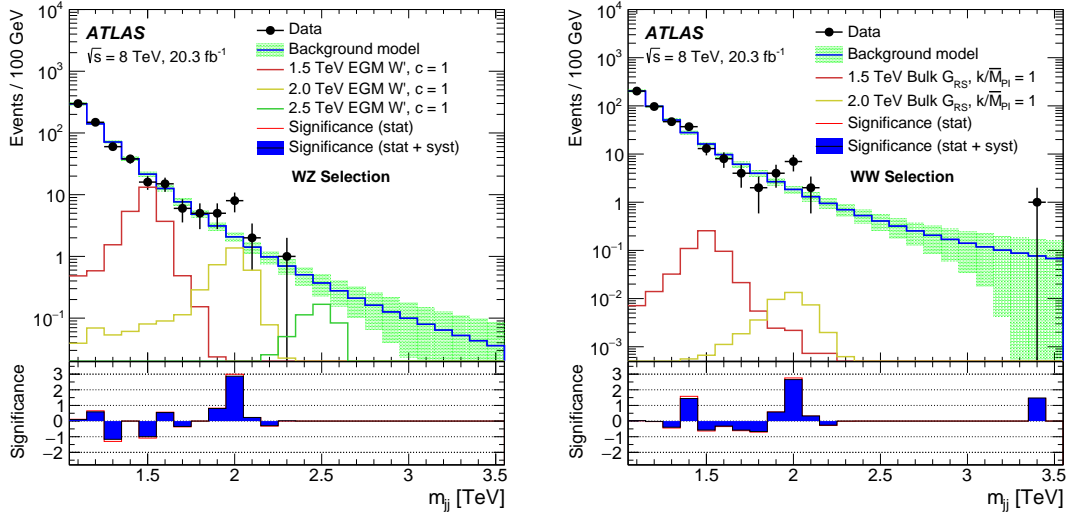 Events / 100 GeV
10⁴
10³
10²
10
1
10⁻¹
ATLAS
√s = 8 TeV, 20.3 fb⁻¹
Data
Background model
1.5 TeV EGM W', c = 1
2.0 TeV EGM W', c = 1
2.5 TeV EGM W', c = 1
Significance (stat)
Significance (stat + syst)
WZ Selection
Significance
3
2
1
0
−1
−2
1.5 2 2.5 3 3.5
m_jj [TeV]
Events / 100 GeV
10⁴
10³
10²
10
1
10⁻¹
10⁻²
10⁻³
ATLAS
√s = 8 TeV, 20.3 fb⁻¹
Data
Background model
1.5 TeV Bulk G_RS, k/M̅_Pl = 1
2.0 TeV Bulk G_RS, k/M̅_Pl = 1
Significance (stat)
Significance (stat + syst)
WW Selection
Significance
3
2
1
0
−1
−2
1.5 2 2.5 3 3.5
m_jj [TeV]